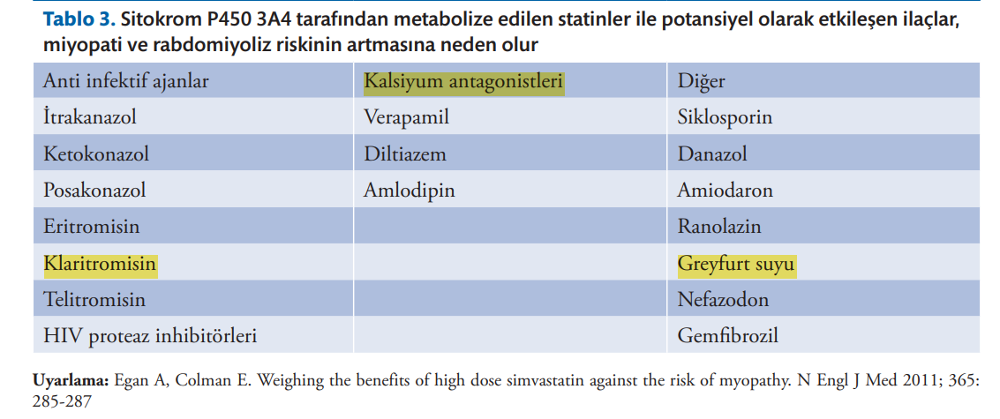 Tablo 3. Sitokrom P450 3A4 tarafından metabolize edilen statinler ile potansiyel olarak etkileşen ilaçlar,
miyopati ve rabdomiyoliz riskinin artmasına neden olur
Anti infektif ajanlar Kalsiyum antagonistleri Diğer
İtrakanazol Verapamil Siklosporin
Ketokonazol Diltiazem Danazol
Posakonazol Amlodipin Amiodaron
Eritromisin Ranolazin
Klaritromisin Greyfurt suyu
Telitromisin Nefazodon
HIV proteaz inhibitörleri Gemfibrozil
Uyarlama: Egan A, Colman E. Weighing the benefits of high dose simvastatin against the risk of myopathy. N Engl J Med 2011; 365:
285-287